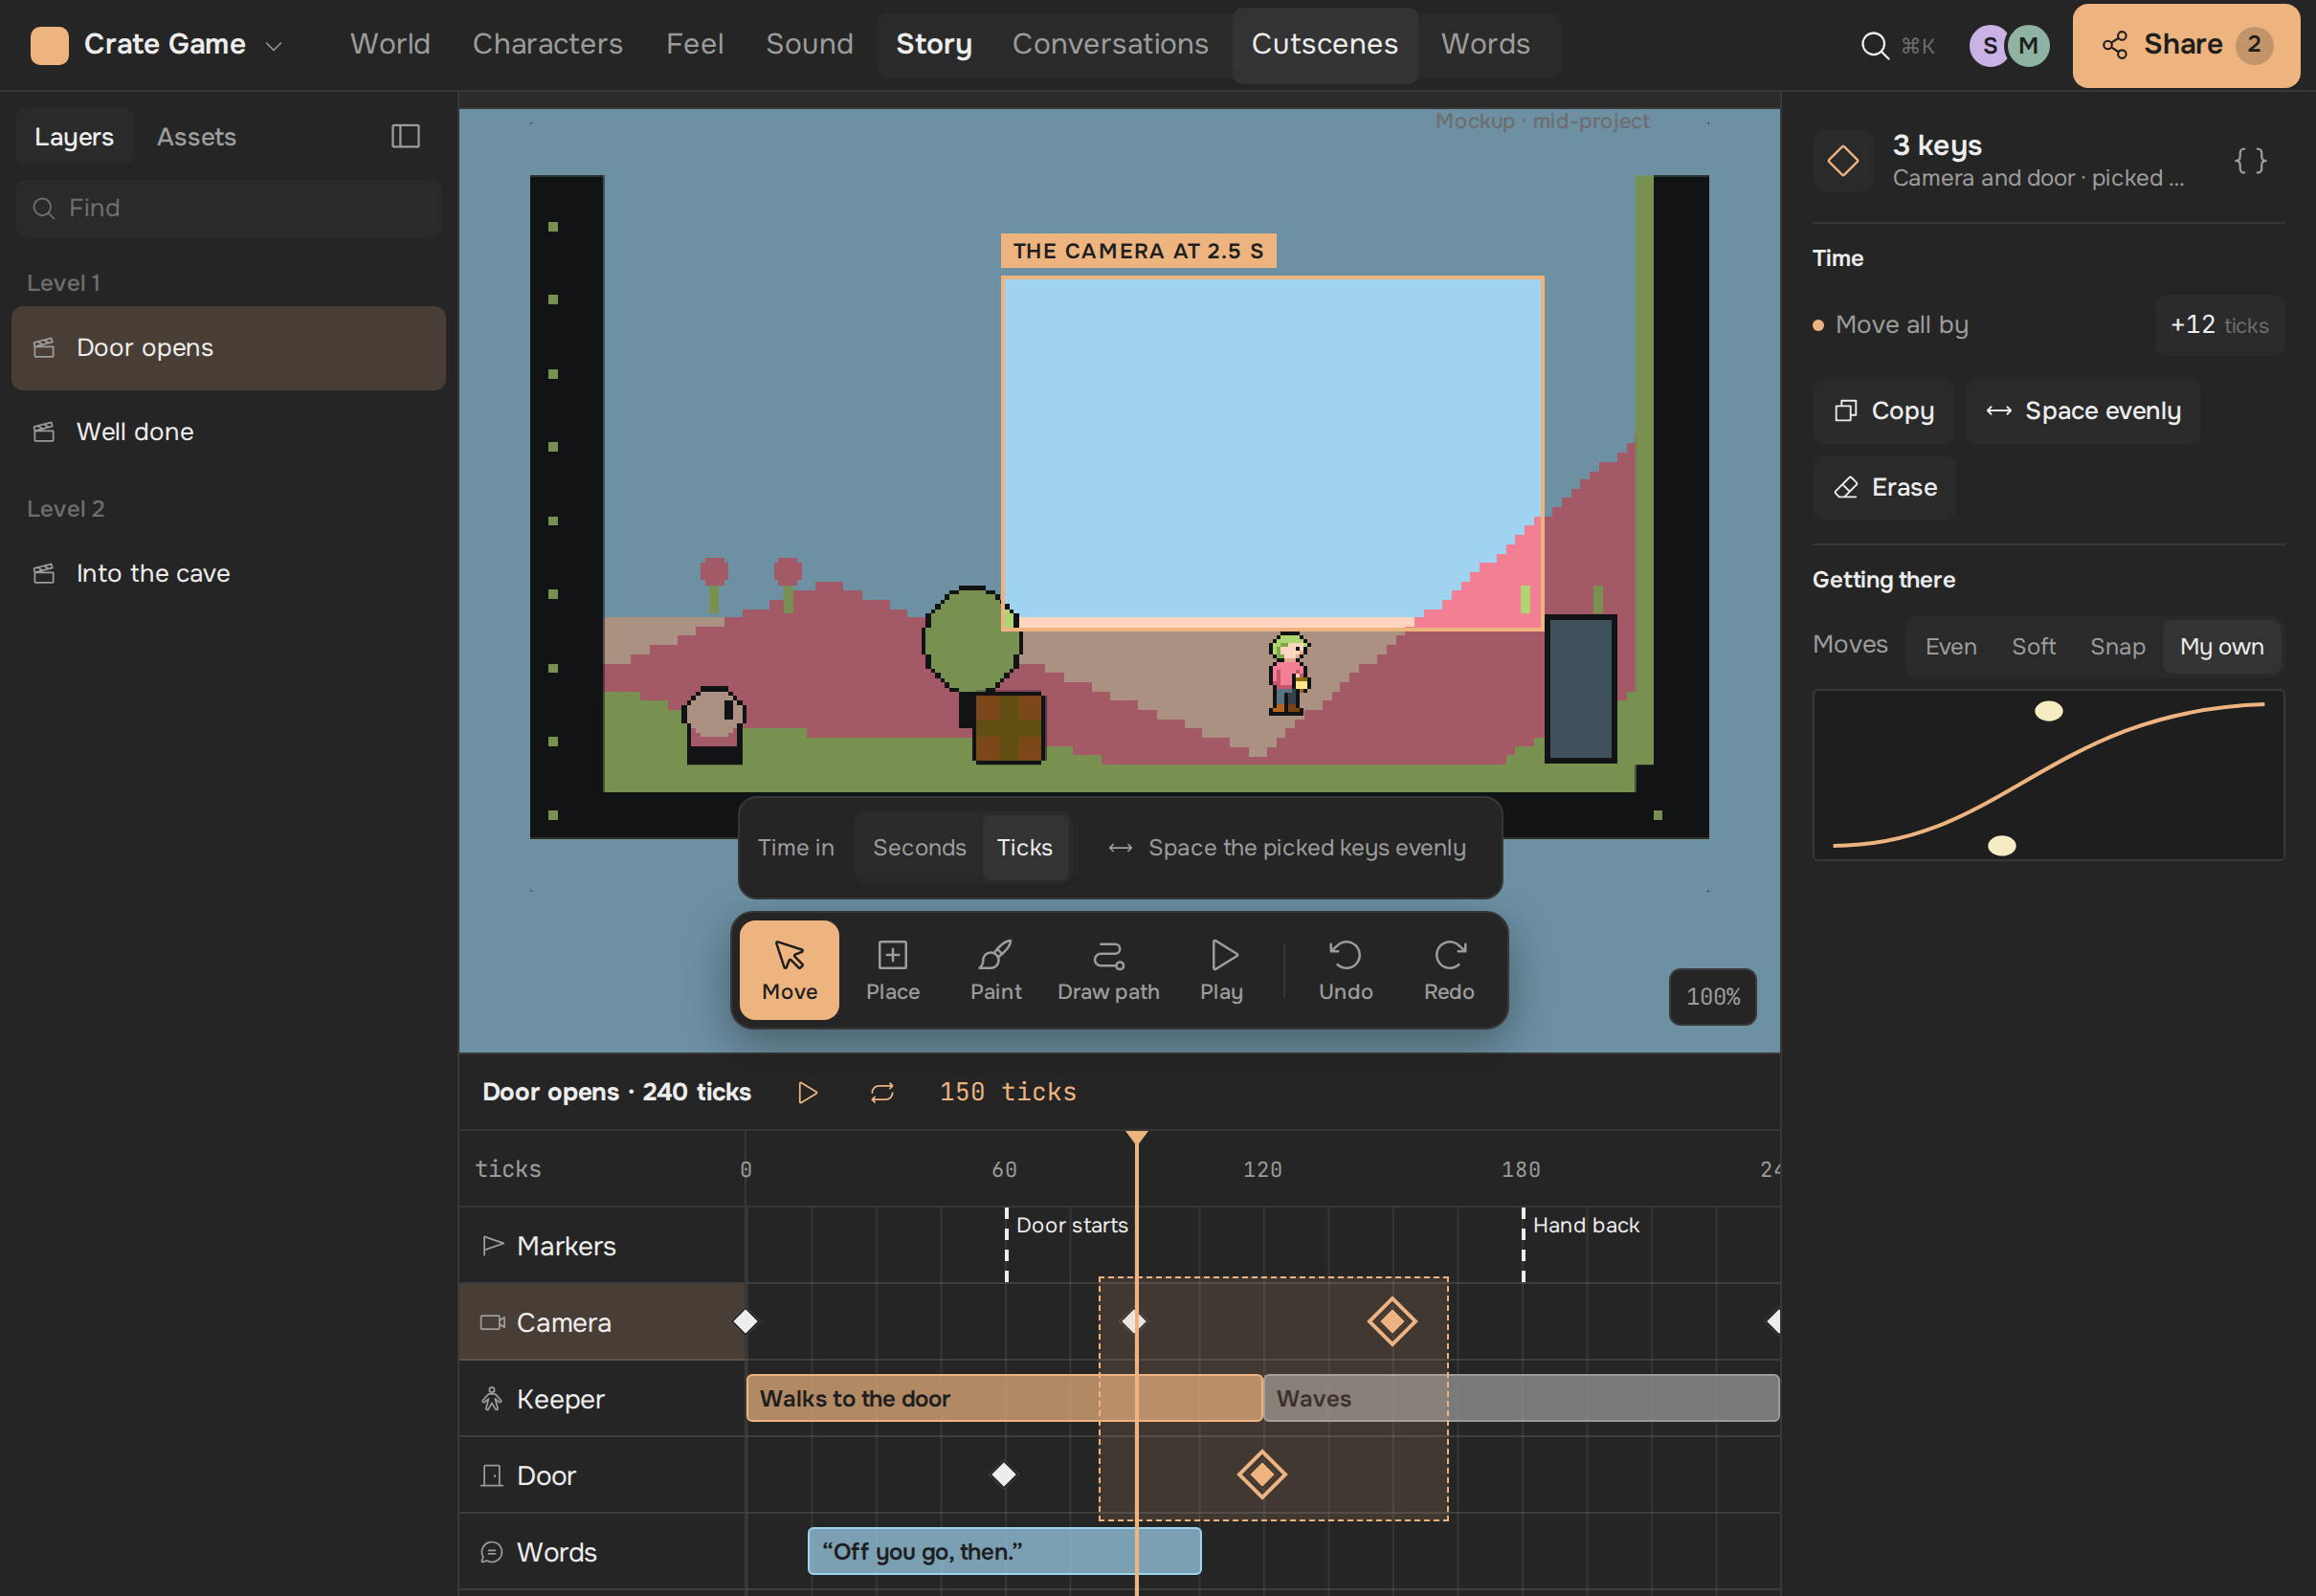 Crate Game World Characters Feel Sound Story Conversations Cutscenes Words ⌘K S M Share 2
Layers Assets
Find
Level 1
Door opens
Well done
Level 2
Into the cave
Mockup · mid-project
THE CAMERA AT 2.5 S
Time in Seconds Ticks Space the picked keys evenly
Move Place Paint Draw path Play Undo Redo
100%
3 keys
Camera and door · picked ...
{ }
Time
Move all by +12 ticks
Copy Space evenly
Erase
Getting there
Moves Even Soft Snap My own
Door opens · 240 ticks 150 ticks
ticks 0 60 120 180 24
Markers Door starts Hand back
Camera
Keeper Walks to the door Waves
Door
Words “Off you go, then.”